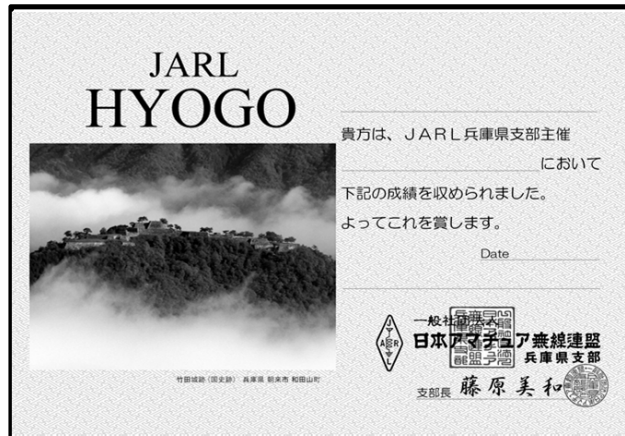 JARL
HYOGO
貴方は、JARL兵庫県支部主催
において
下記の成績を収められました。
よってこれを賞します。
Date
一般社団法人
日本アマチュア無線連盟
兵庫県支部
支部長 藤原美和
竹田城跡(国史跡) 兵庫県 朝来市 和田山町
JARL